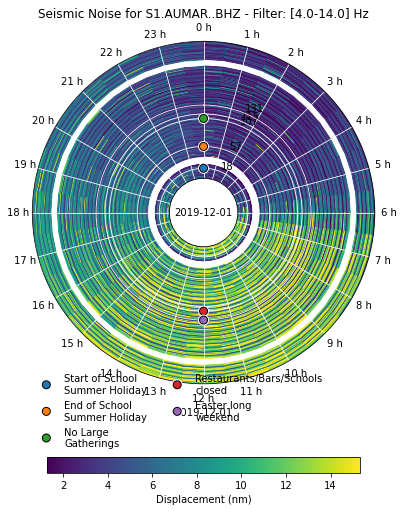 Seismic Noise for S1.AUMAR..BHZ - Filter: [4.0-14.0] Hz
0 h
23 h
1 h
22 h
2 h
21 h
3 h
20 h
4 h
19 h
5 h
18 h
6 h
17 h
7 h
16 h
8 h
15 h
9 h
14 h
10 h
13 h
11 h
12 h
57
18
2019-12-01
2019-12-01
Start of School
Summer Holiday
End of School
Summer Holiday
No Large
Gatherings
Restaurants/Bars/Schools
closed
Easter long
weekend
2 4 6 8 10 12 14
Displacement (nm)